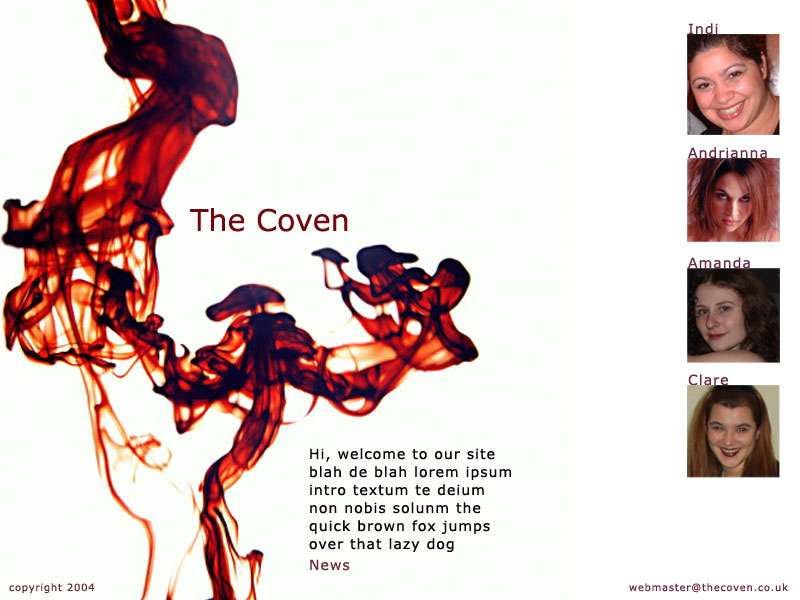 The Coven
Hi, welcome to our site
blah de blah lorem ipsum
intro textum te deium
non nobis solunm the
quick brown fox jumps
over that lazy dog
News
Indi
Andrianna
Amanda
Clare
copyright 2004
webmaster@thecoven.co.uk